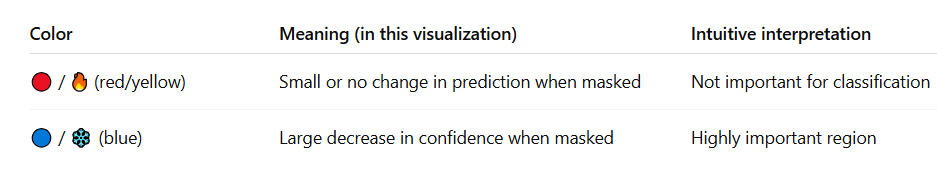 Color Meaning (in this visualization) Intuitive interpretation
🔴 / 🔥 (red/yellow) Small or no change in prediction when masked Not important for classification
🔵 / ❄️ (blue) Large decrease in confidence when masked Highly important region